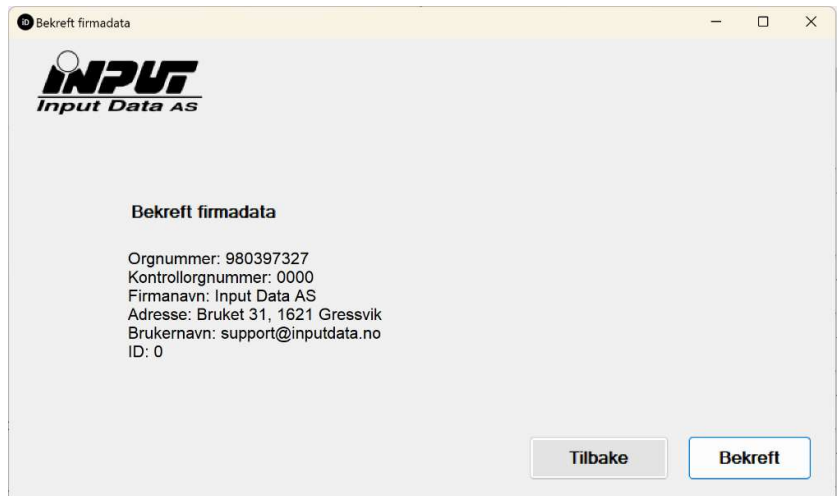 iD Bekreft firmadata
INPUT
Input Data AS
Bekreft firmadata
Orgnummer: 980397327
Kontrollorgnummer: 0000
Firmanavn: Input Data AS
Adresse: Bruket 31, 1621 Gressvik
Brukernavn: support@inputdata.no
ID: 0
Tilbake
Bekreft